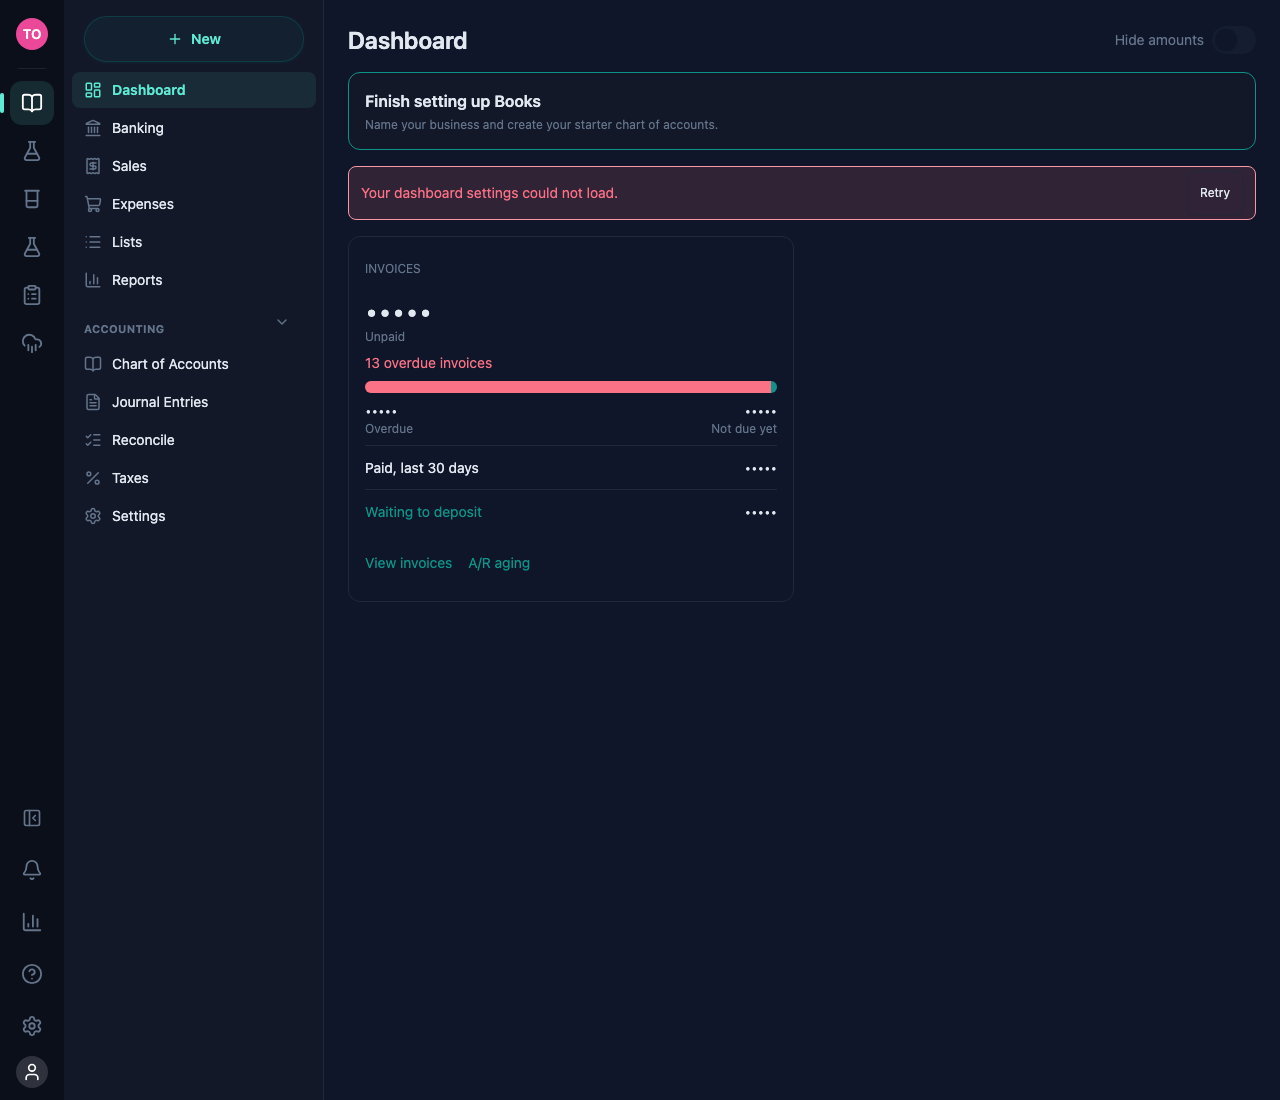 TO
New
Dashboard
Banking
Sales
Expenses
Lists
Reports
ACCOUNTING
Chart of Accounts
Journal Entries
Reconcile
Taxes
Settings
Dashboard
Hide amounts
Finish setting up Books
Name your business and create your starter chart of accounts.
Your dashboard settings could not load.
Retry
INVOICES
•••••
Unpaid
13 overdue invoices
••••• •••••
Overdue Not due yet
Paid, last 30 days •••••
Waiting to deposit •••••
View invoices A/R aging